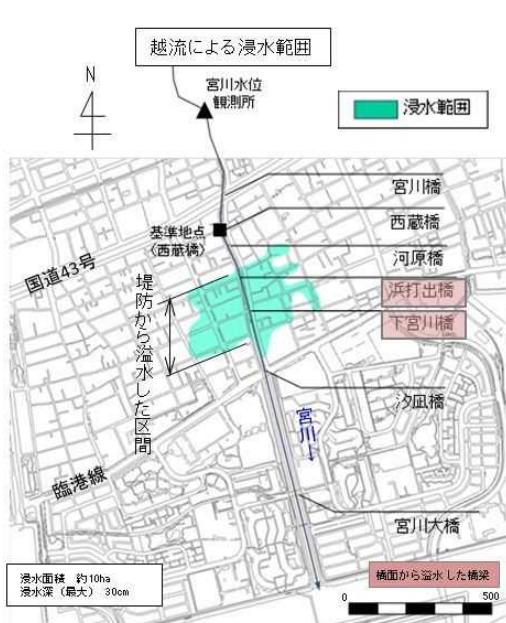 越流による浸水範囲
N
宮川水位
観測所
浸水範囲
宮川橋
西蔵橋
基準地点
(西蔵橋)
河原橋
国道43号
浜打出橋
下宮川橋
堤防から溢水した区間
汐凪橋
宮川→
臨港線
宮川大橋
浸水面積 約10ha
浸水深(最大) 30cm
橋面から溢水した橋梁
0 500